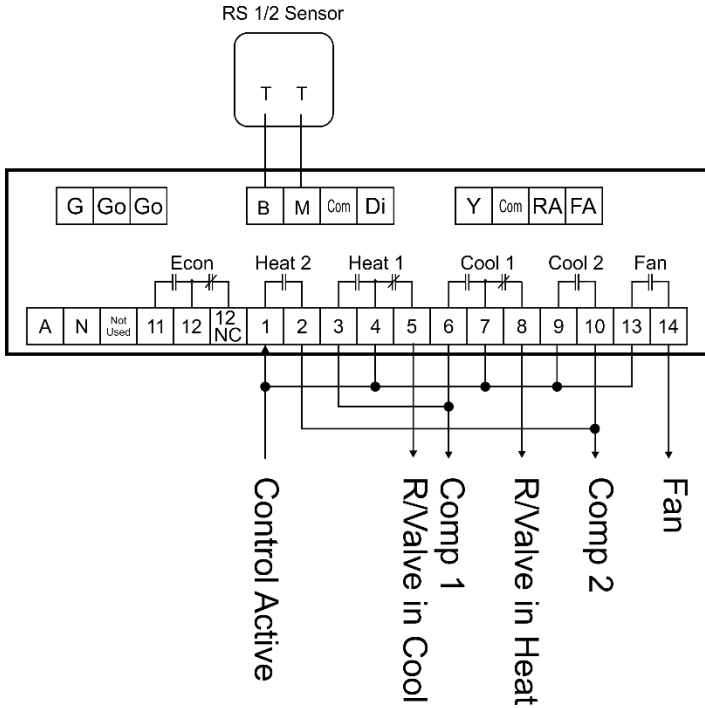 RS 1/2 Sensor
T T
G Go Go B M Com Di Y Com RA FA
Econ Heat 2 Heat 1 Cool 1 Cool 2 Fan
A N Not Used 11 12 12 NC 1 2 3 4 5 6 7 8 9 10 13 14
Control Active
R/Valve in Cool
Comp 1
R/Valve in Heat
Comp 2
Fan